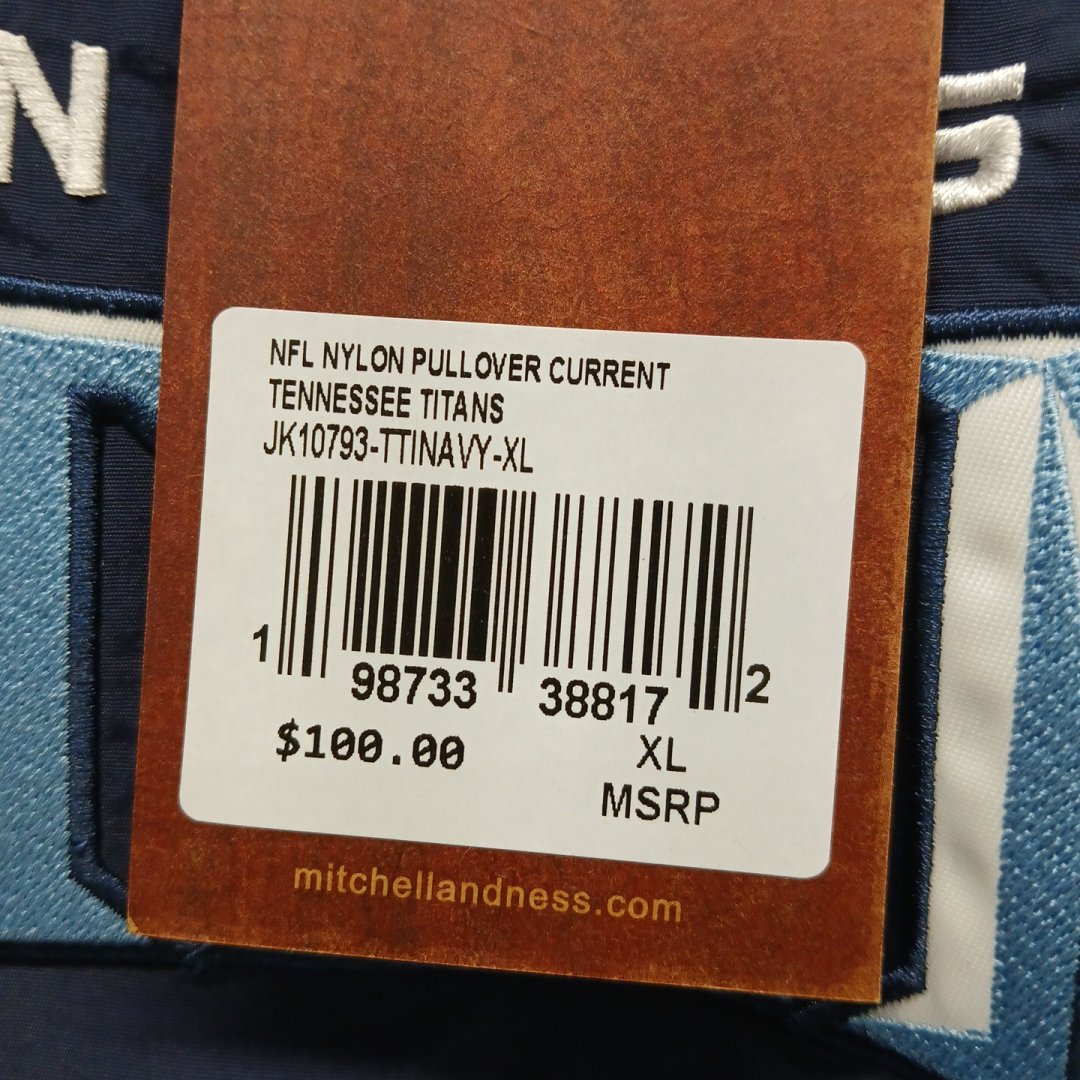 N S
NFL NYLON PULLOVER CURRENT
TENNESSEE TITANS
JK10793-TTINAVY-XL
1 98733 38817 2
$100.00 XL
MSRP
mitchellandness.com